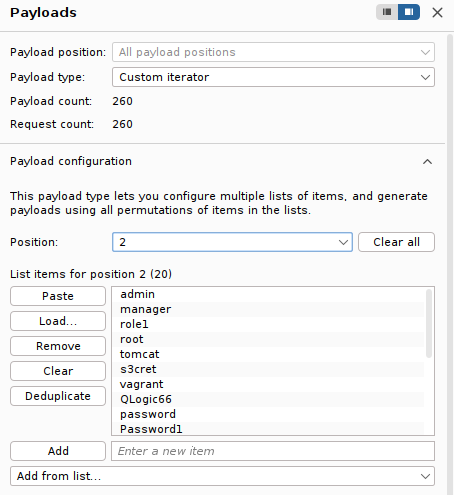 Payloads
Payload position: All payload positions
Payload type: Custom iterator
Payload count: 260
Request count: 260
Payload configuration
This payload type lets you configure multiple lists of items, and generate
payloads using all permutations of items in the lists.
Position: 2 Clear all
List items for position 2 (20)
Paste
Load...
Remove
Clear
Deduplicate
admin
manager
role1
root
tomcat
s3cret
vagrant
QLogic66
password
Password1
Add Enter a new item
Add from list...